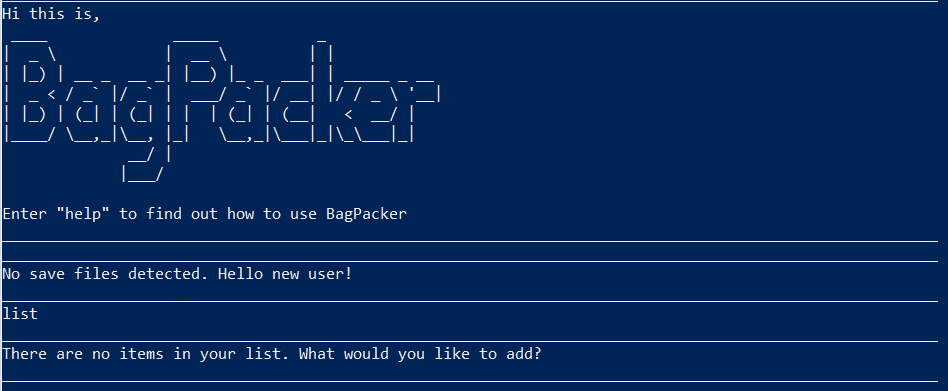 Hi this is,
BagPacker
Enter "help" to find out how to use BagPacker
No save files detected. Hello new user!
list
There are no items in your list. What would you like to add?